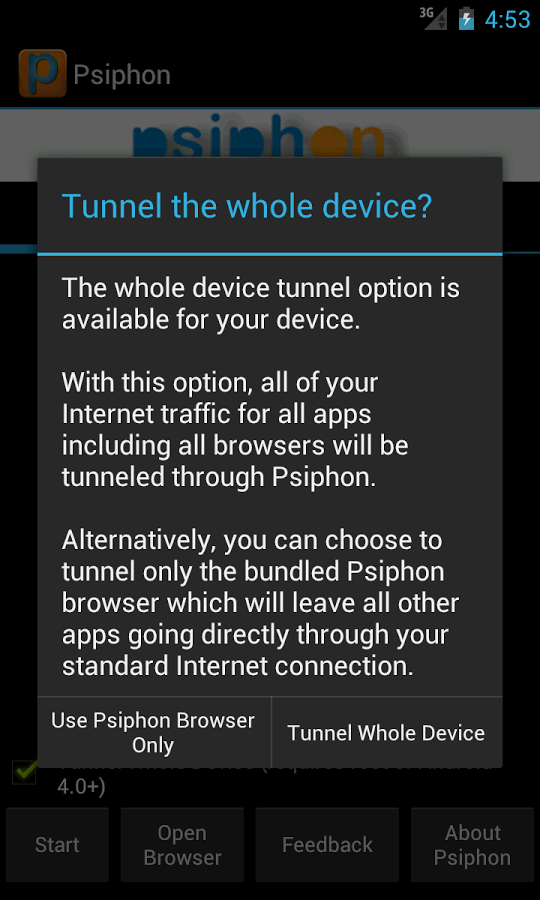 3G
4:53
Psiphon
psiphon
Tunnel the whole device?
The whole device tunnel option is
available for your device.
With this option, all of your
Internet traffic for all apps
including all browsers will be
tunneled through Psiphon.
Alternatively, you can choose to
tunnel only the bundled Psiphon
browser which will leave all other
apps going directly through your
standard Internet connection.
Use Psiphon Browser
Only
Tunnel Whole Device
4.0+)
Start
Open
Browser
Feedback
About
Psiphon